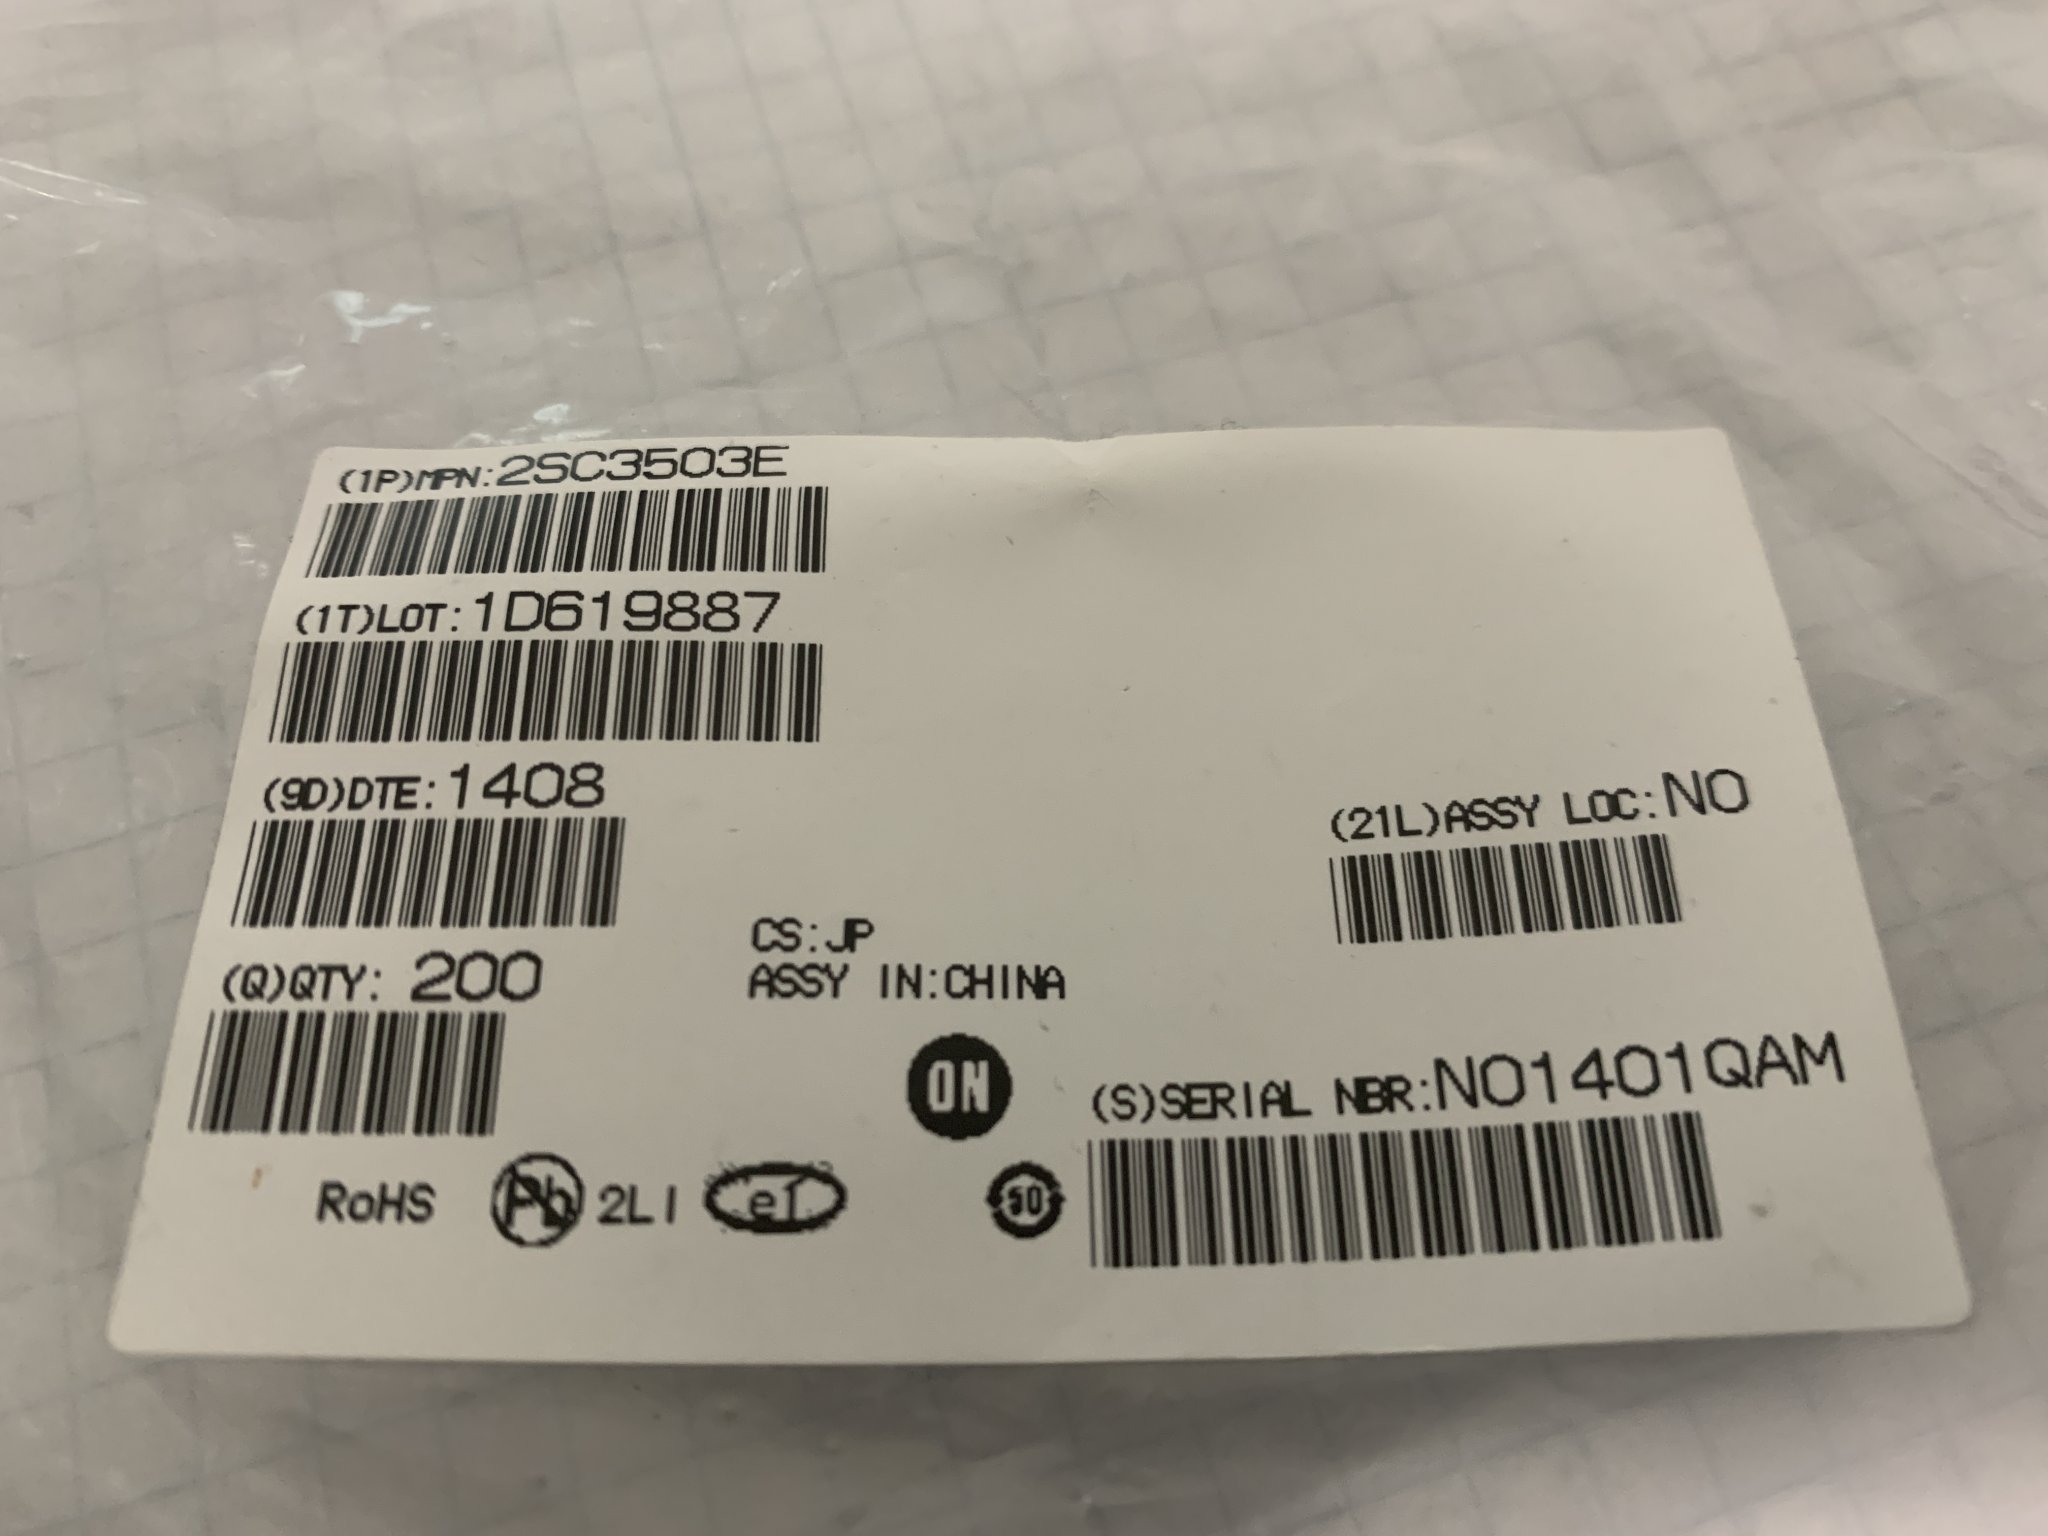 (1P)MPN:2SC3503E
(1T)LOT:1D619887
(9D)DTE:1408
(21L)ASSY LOC:NO
(Q)QTY: 200
CS:JP
ASSY IN:CHINA
ON
(S)SERIAL NBR:NO1401QAM
RoHS Pb 2LI e1 50